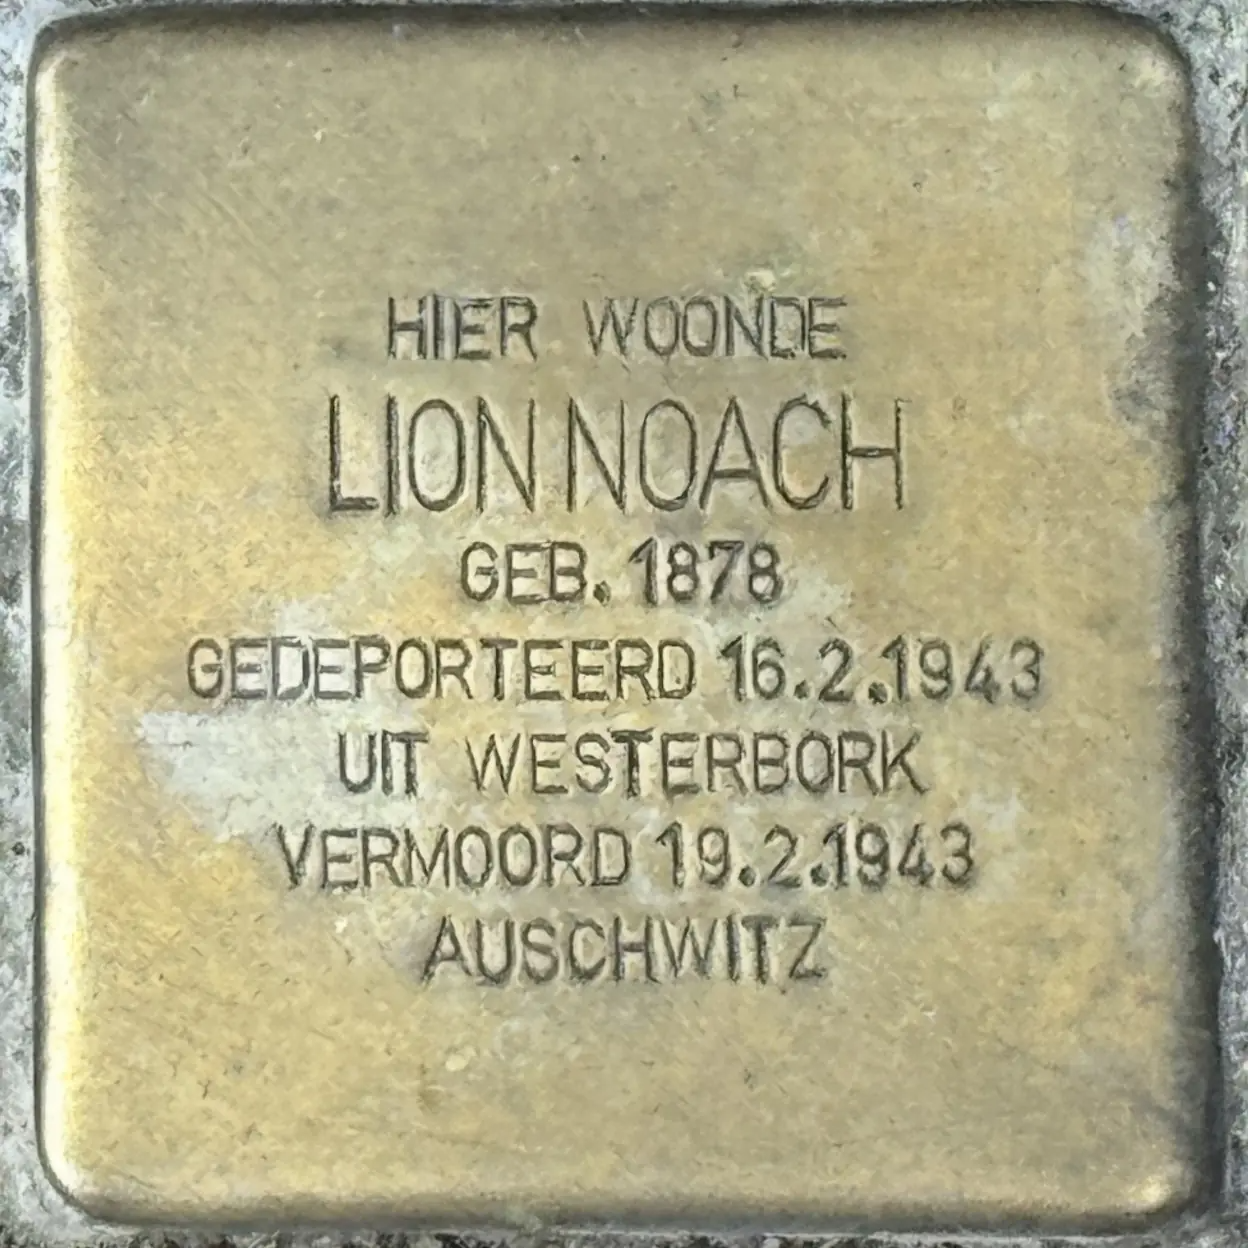 HIER WOONDE
LION NOACH
GEB. 1878
GEDEPORTEERD 16.2.1943
UIT WESTERBORK
VERMOORD 19.2.1943
AUSCHWITZ